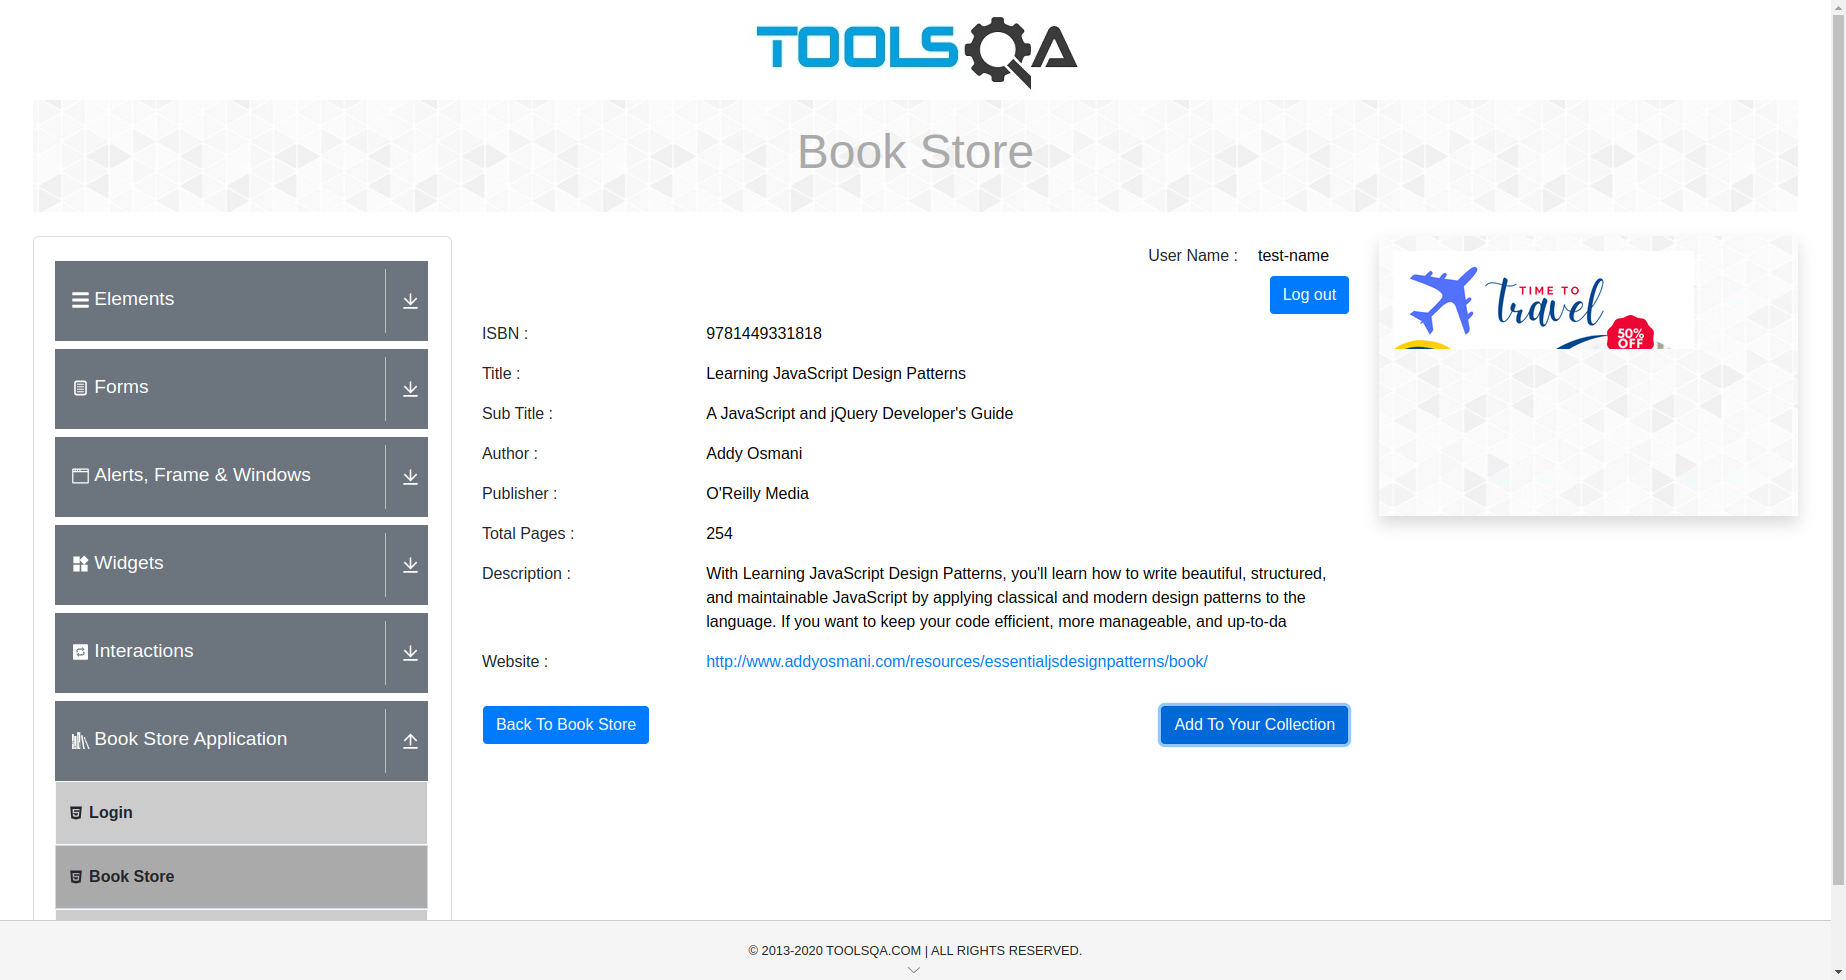 TOOLSQA
Book Store
Elements
Forms
Alerts, Frame & Windows
Widgets
Interactions
Book Store Application
Login
Book Store
User Name : test-name
Log out
ISBN : 9781449331818
Title : Learning JavaScript Design Patterns
Sub Title : A JavaScript and jQuery Developer's Guide
Author : Addy Osmani
Publisher : O'Reilly Media
Total Pages : 254
Description : With Learning JavaScript Design Patterns, you'll learn how to write beautiful, structured,
and maintainable JavaScript by applying classical and modern design patterns to the
language. If you want to keep your code efficient, more manageable, and up-to-da
Website : http://www.addyosmani.com/resources/essentialjsdesignpatterns/book/
Back To Book Store
Add To Your Collection
TIME TO
travel
50%
OFF
© 2013-2020 TOOLSQA.COM | ALL RIGHTS RESERVED.